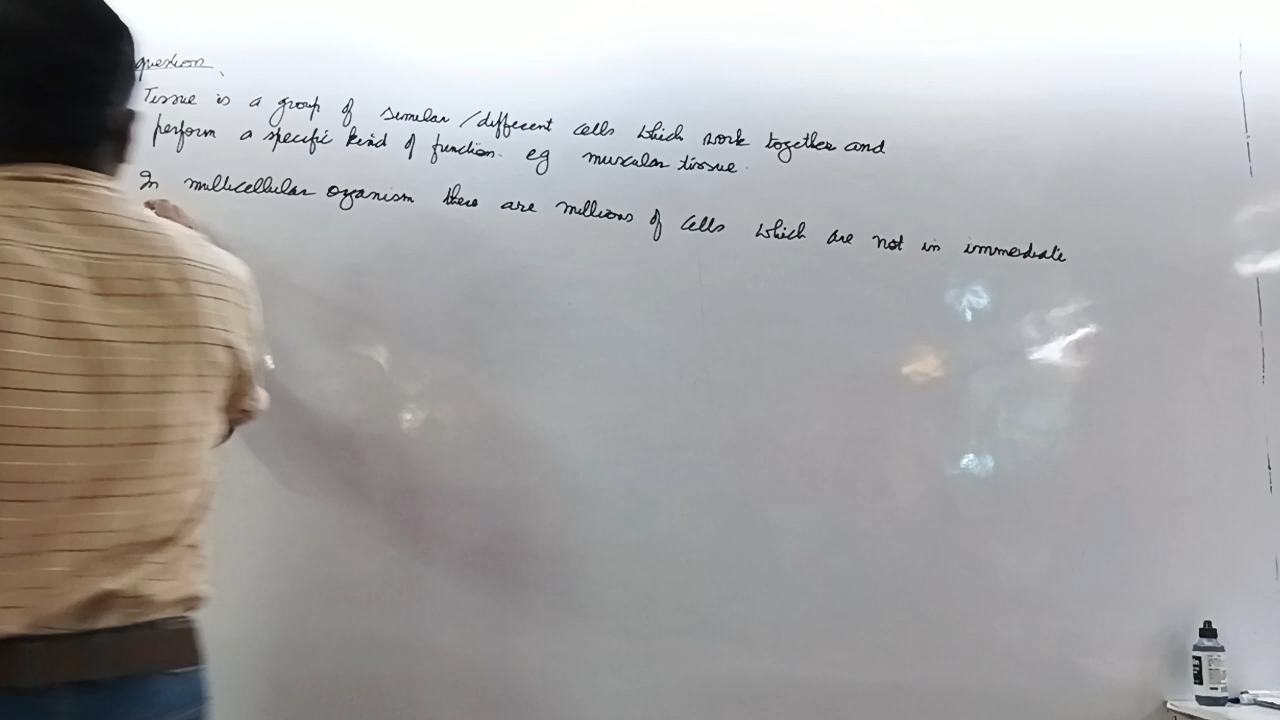 question
Tissue is a group of semular /different cells which work together and
perform a specific kind of function. eg muscular tissue.
In multicellular organism there are millions of cells which are not in immediate